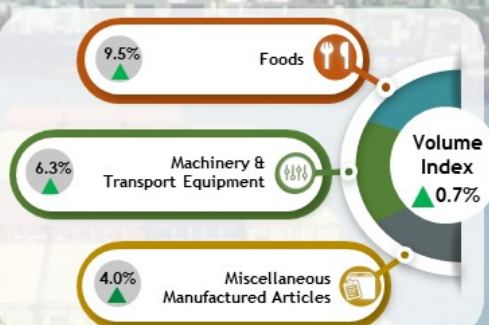 9.5%
Foods
6.3%
Machinery &
Transport Equipment
Volume
Index
0.7%
4.0%
Miscellaneous
Manufactured Articles